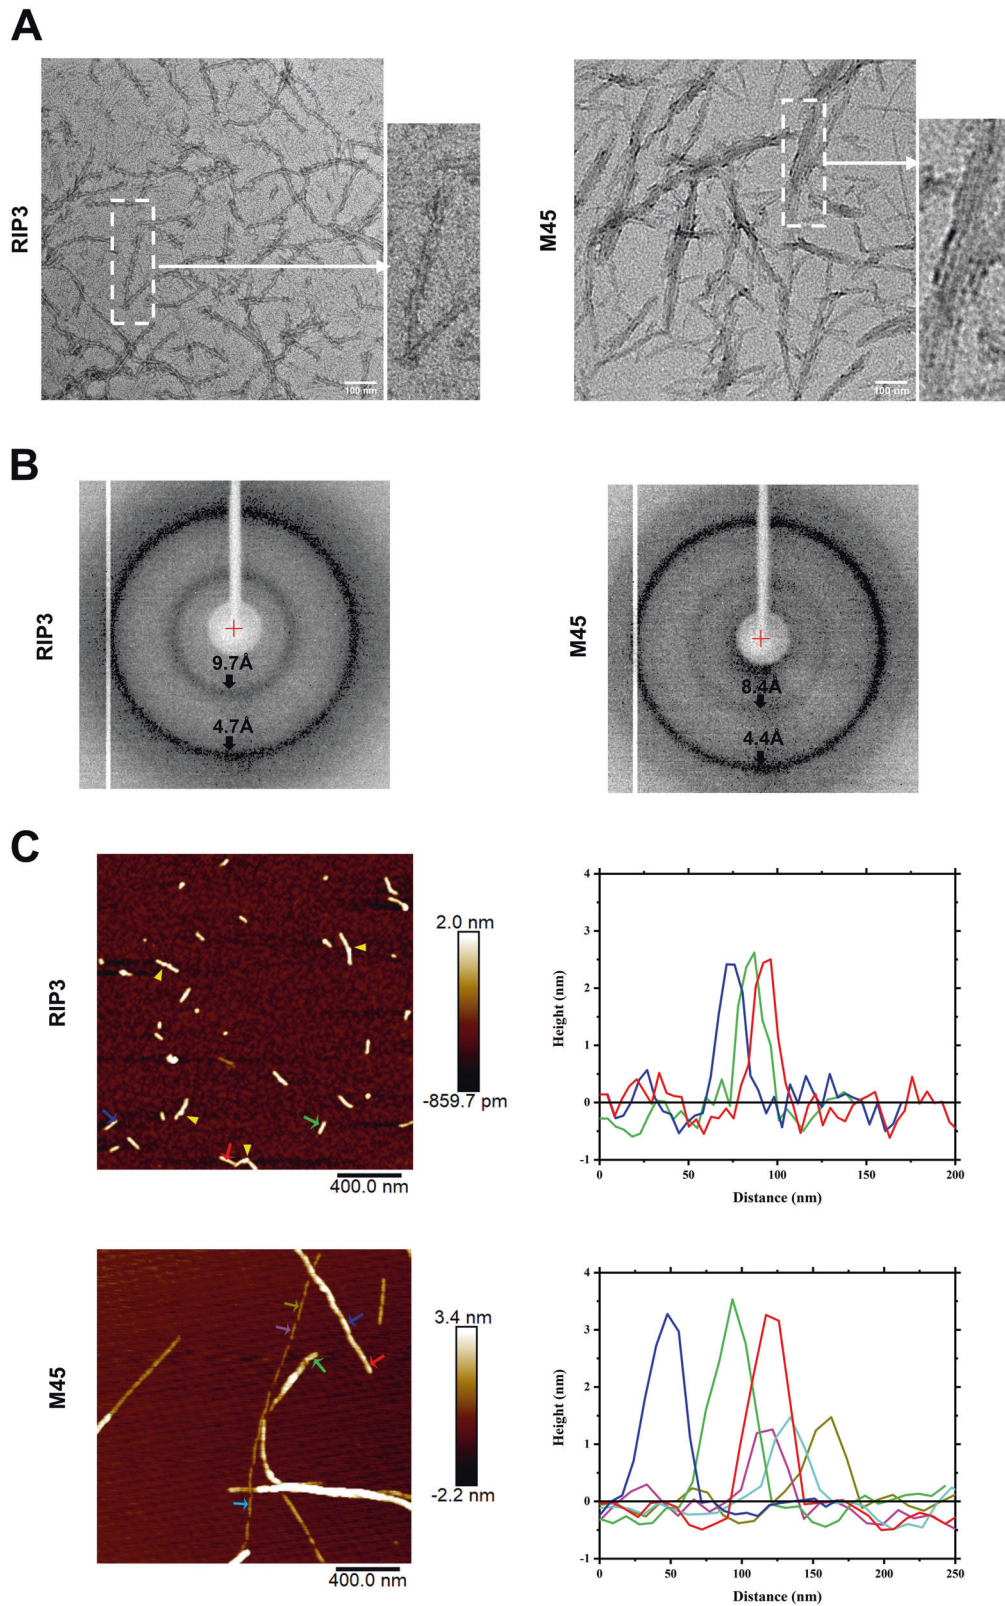 A
RIP3
100 nm
M45
100 nm
B
RIP3
9.7Å
4.7Å
M45
8.4Å
4.4Å
C
RIP3
2.0 nm
-859.7 pm
400.0 nm
Height (nm)
4
3
2
1
0
-1
0 50 100 150 200
Distance (nm)
M45
3.4 nm
-2.2 nm
400.0 nm
Height (nm)
4
3
2
1
0
-1
0 50 100 150 200 250
Distance (nm)